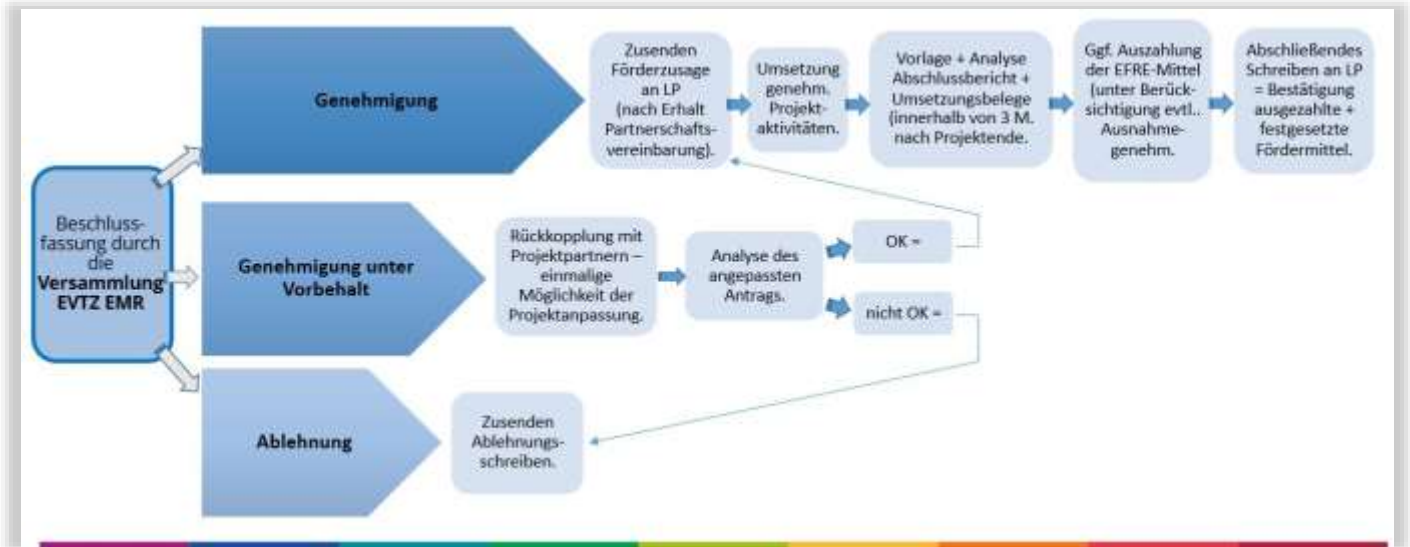 Genehmigung
Zusenden
Förderzusage
an LP
(nach Erhalt
Partnerschafts-
vereinbarung).
Umsetzung
genehm.
Projekt-
aktivitäten.
Vorlage + Analyse
Abschlussbericht +
Umsetzungsbelege
(innerhalb von 3 M.
nach Projektende.
Ggf. Auszahlung
der EFRE-Mittel
(unter Berück-
sichtigung evtl..
Ausnahme-
genehm.
Abschließendes
Schreiben an LP
= Bestätigung
ausgezahlte +
festgesetzte
Fördermittel.
Beschluss-
fassung durch
die
Versammlung
EVTZ EMR
Genehmigung unter
Vorbehalt
Rückkopplung mit
Projektpartnern –
einmalige
Möglichkeit der
Projektanpassung.
Analyse des
angepassten
Antrags.
OK =
nicht OK =
Ablehnung
Zusenden
Ablehnungs-
schreiben.